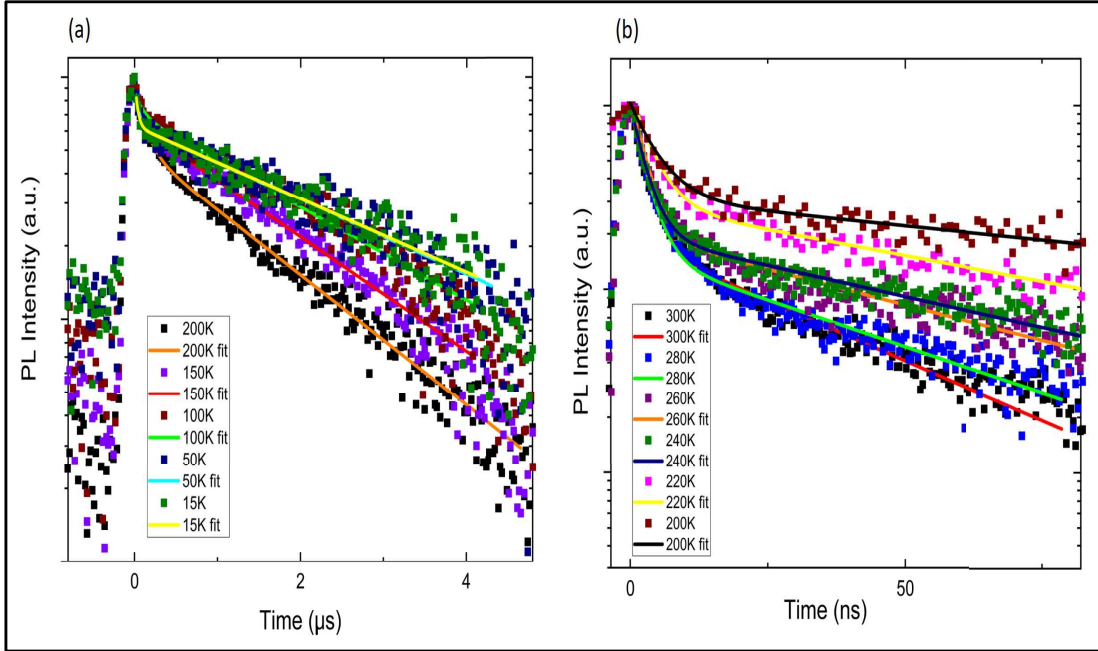 (a)
PL Intensity (a.u.)
200K
200K fit
150K
150K fit
100K
100K fit
50K
50K fit
15K
15K fit
0
2
4
Time (µs)
(b)
PL Intensity (a.u.)
300K
300K fit
280K
280K
260K
260K fit
240K
240K fit
220K
220K fit
200K
200K fit
0
50
Time (ns)